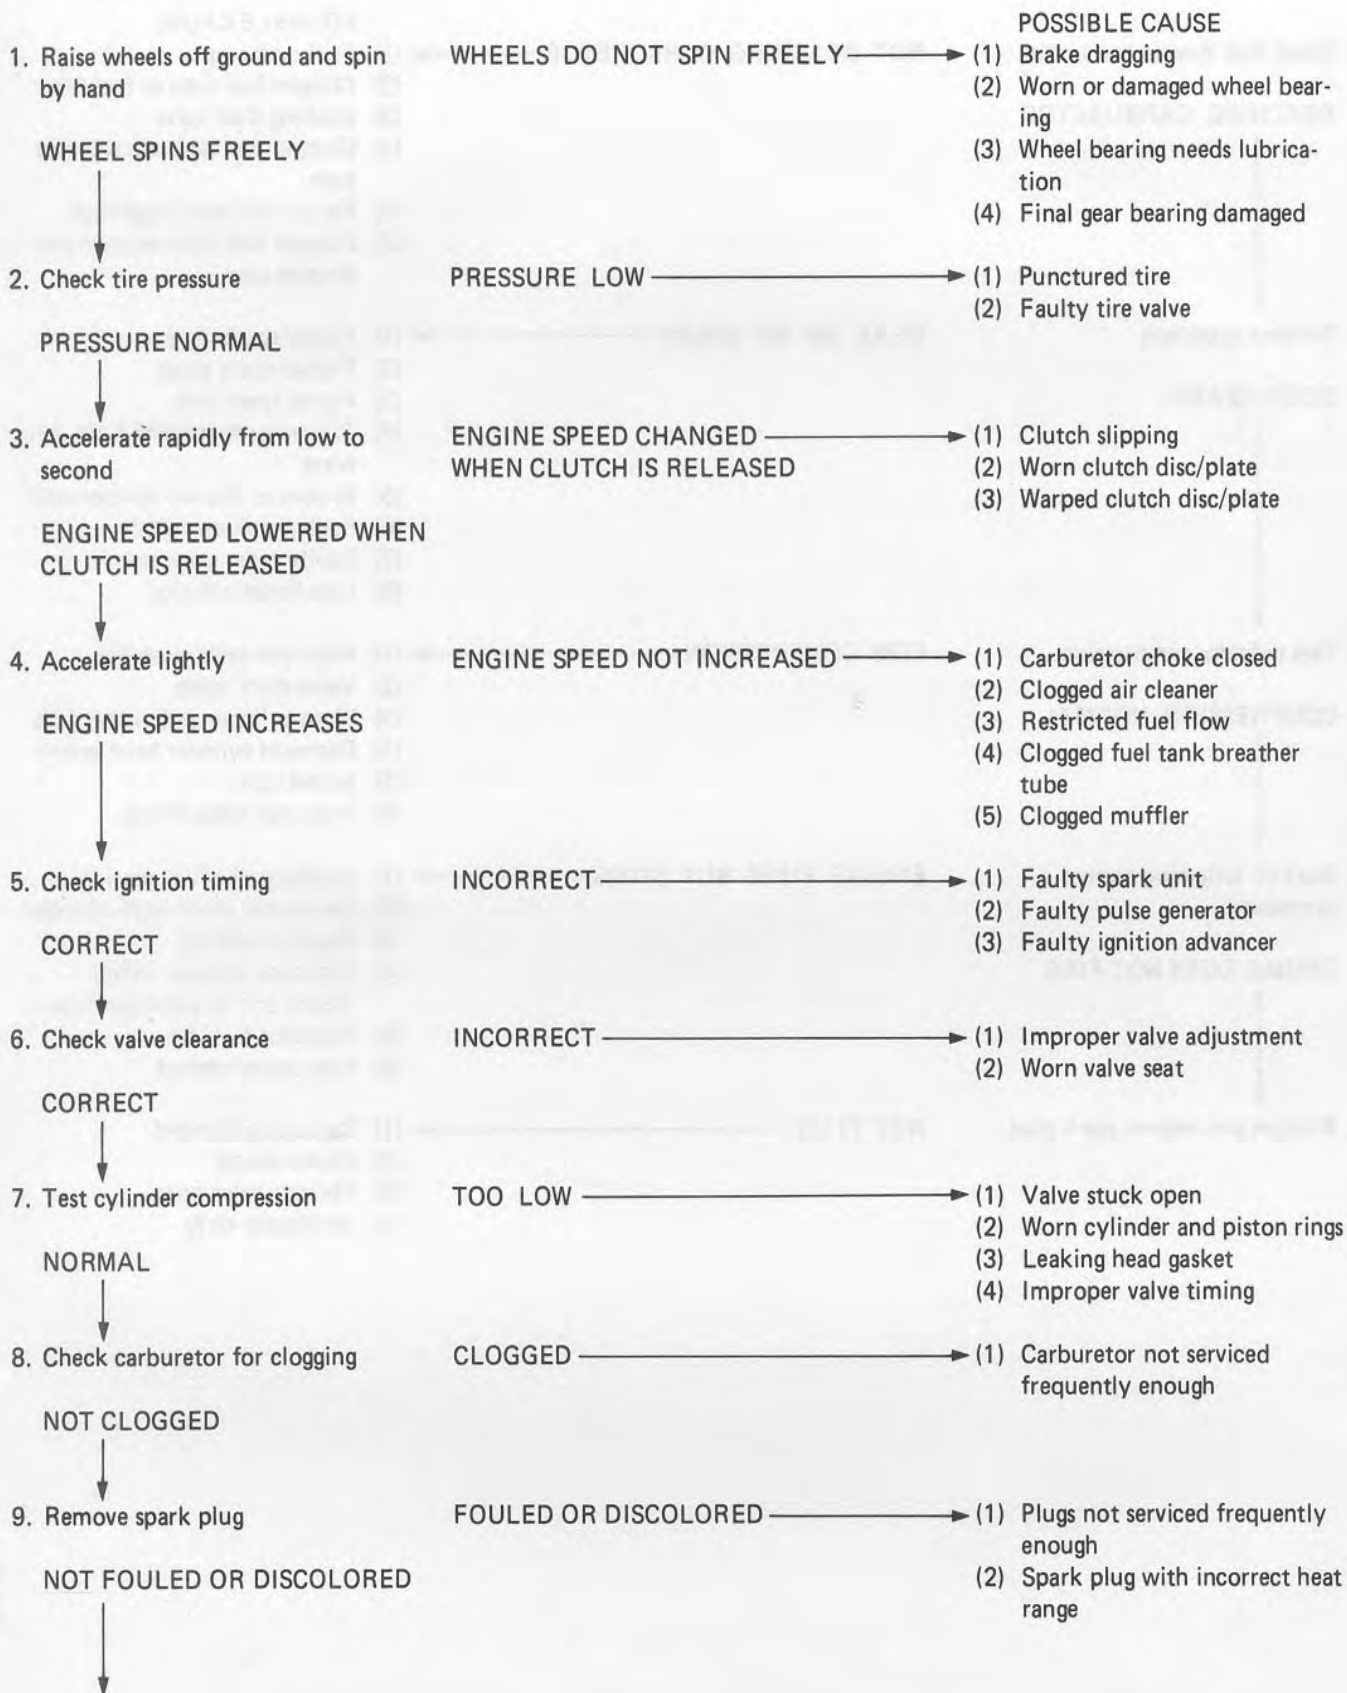 POSSIBLE CAUSE
1. Raise wheels off ground and spin
by hand
WHEELS DO NOT SPIN FREELY
(1) Brake dragging
(2) Worn or damaged wheel bear-
ing
(3) Wheel bearing needs lubrica-
tion
(4) Final gear bearing damaged
WHEEL SPINS FREELY
2. Check tire pressure
PRESSURE LOW
(1) Punctured tire
(2) Faulty tire valve
PRESSURE NORMAL
3. Accelerate rapidly from low to
second
ENGINE SPEED CHANGED
WHEN CLUTCH IS RELEASED
(1) Clutch slipping
(2) Worn clutch disc/plate
(3) Warped clutch disc/plate
ENGINE SPEED LOWERED WHEN
CLUTCH IS RELEASED
4. Accelerate lightly
ENGINE SPEED NOT INCREASED
(1) Carburetor choke closed
(2) Clogged air cleaner
(3) Restricted fuel flow
(4) Clogged fuel tank breather
tube
(5) Clogged muffler
ENGINE SPEED INCREASES
5. Check ignition timing
INCORRECT
(1) Faulty spark unit
(2) Faulty pulse generator
(3) Faulty ignition advancer
CORRECT
6. Check valve clearance
INCORRECT
(1) Improper valve adjustment
(2) Worn valve seat
CORRECT
7. Test cylinder compression
TOO LOW
(1) Valve stuck open
(2) Worn cylinder and piston rings
(3) Leaking head gasket
(4) Improper valve timing
NORMAL
8. Check carburetor for clogging
CLOGGED
(1) Carburetor not serviced
frequently enough
NOT CLOGGED
9. Remove spark plug
FOULED OR DISCOLORED
(1) Plugs not serviced frequently
enough
(2) Spark plug with incorrect heat
range
NOT FOULED OR DISCOLORED